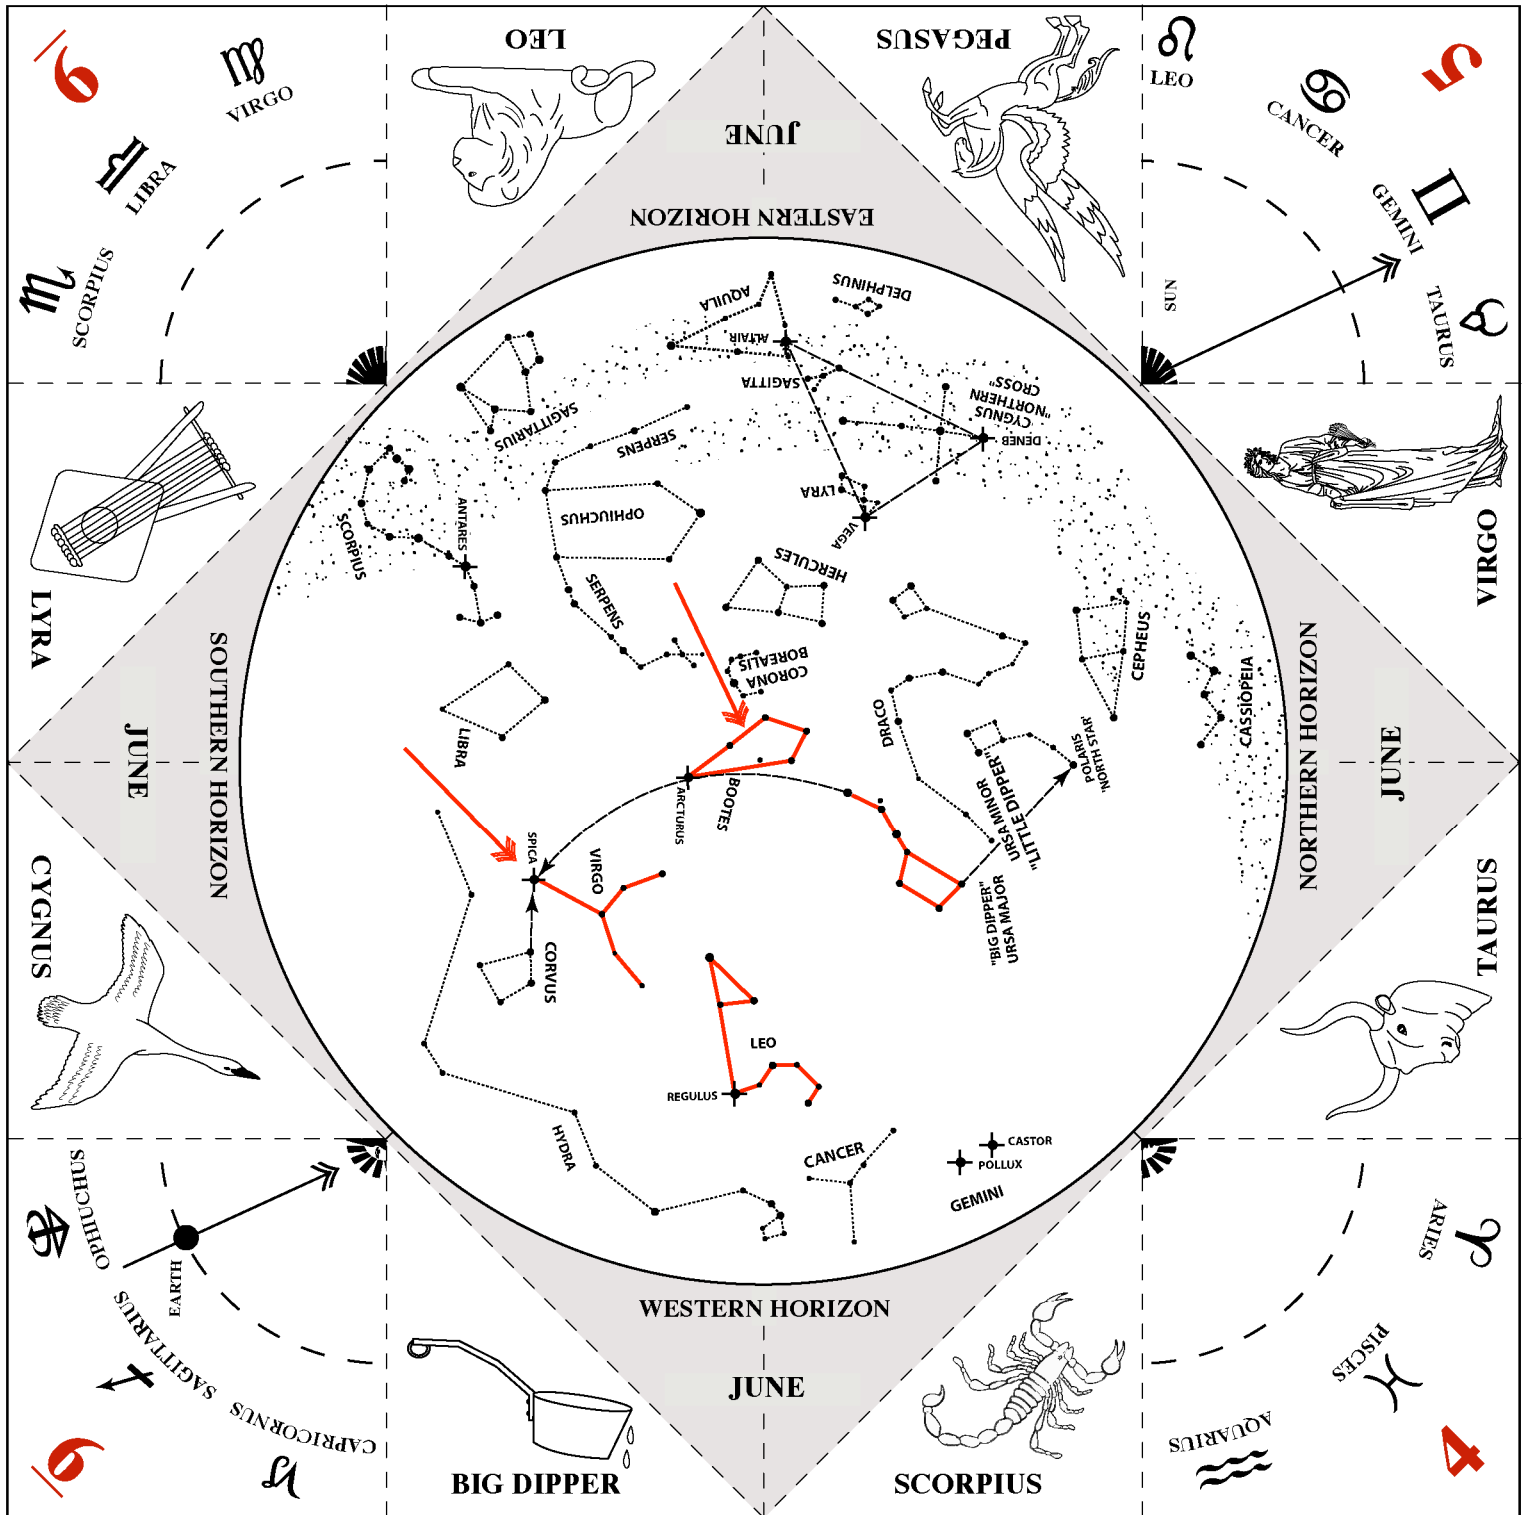 LEO
PEGASUS
9
VIRGO
LIBRA
SCORPIUS
LEO
CANCER
GEMINI
TAURUS
SUN
5
JUNE
EASTERN HORIZON
LYRA
VIRGO
JUNE
SOUTHERN HORIZON
NORTHERN HORIZON
JUNE
AQUILA
ALTAIR
DELPHINUS
SAGITTA
CYGNUS
"NORTHERN
CROSS"
DENEB
SAGITTARIUS
SERPENS
LYRA
VEGA
OPHIUCHUS
SCORPIUS
ANTARES
HERCULES
SERPENS
CORONA
BOREALIS
CEPHEUS
CASSIOPEIA
LIBRA
DRACO
BOOTES
ARCTURUS
URSA MINOR
"LITTLE DIPPER"
POLARIS
"NORTH STAR"
SPICA
VIRGO
"BIG DIPPER"
URSA MAJOR
CORVUS
LEO
REGULUS
HYDRA
CANCER
CASTOR
POLLUX
GEMINI
CYGNUS
TAURUS
WESTERN HORIZON
JUNE
OPHIUCHUS
EARTH
SAGITTARIUS
CAPRICORNUS
6
ARIES
PISCES
AQUARIUS
4
BIG DIPPER
SCORPIUS